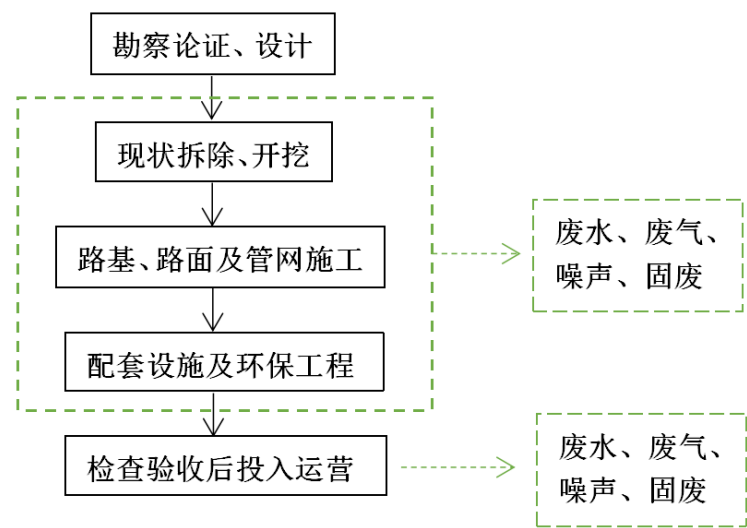 勘察论证、设计
现状拆除、开挖
路基、路面及管网施工
废水、废气、
噪声、固废
配套设施及环保工程
检查验收后投入运营
废水、废气、
噪声、固废